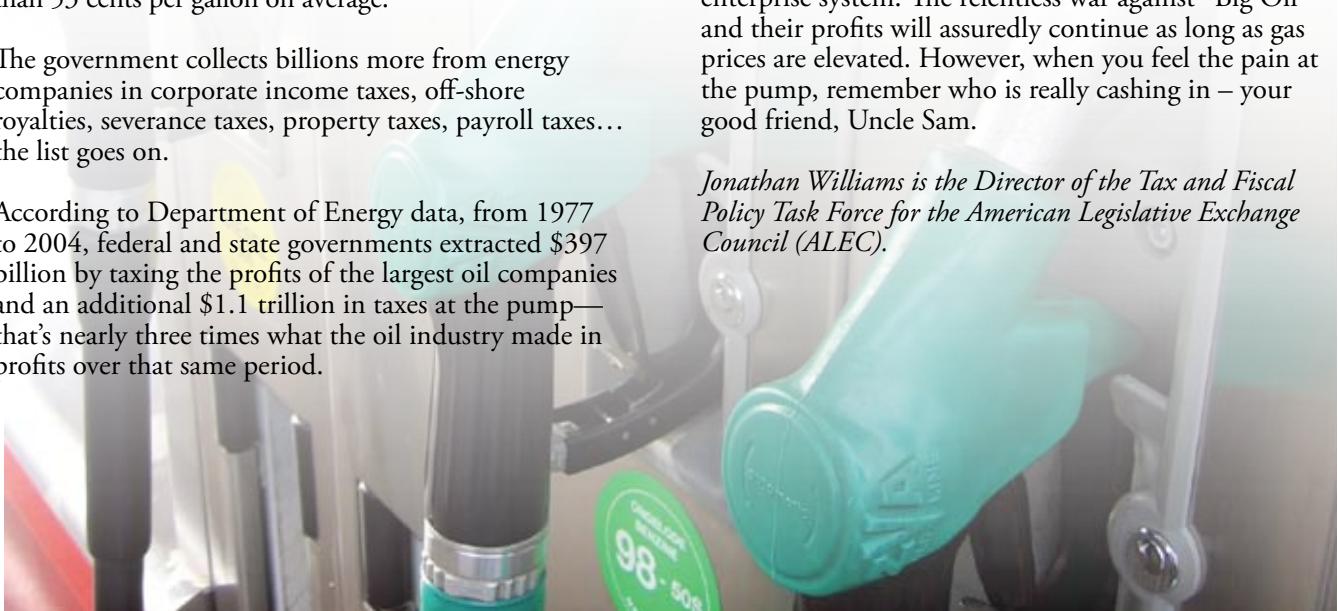 than 55 cents per gallon on average.
The government collects billions more from energy
companies in corporate income taxes, off-shore
royalties, severance taxes, property taxes, payroll taxes…
the list goes on.
According to Department of Energy data, from 1977
to 2004, federal and state governments extracted $397
billion by taxing the profits of the largest oil companies
and an additional $1.1 trillion in taxes at the pump—
that’s nearly three times what the oil industry made in
profits over that same period.
enterprise system. The relentless war against “Big Oil”
and their profits will assuredly continue as long as gas
prices are elevated. However, when you feel the pain at
the pump, remember who is really cashing in – your
good friend, Uncle Sam.
Jonathan Williams is the Director of the Tax and Fiscal
Policy Task Force for the American Legislative Exchange
Council (ALEC).
ONGELODE
BENZINE
98